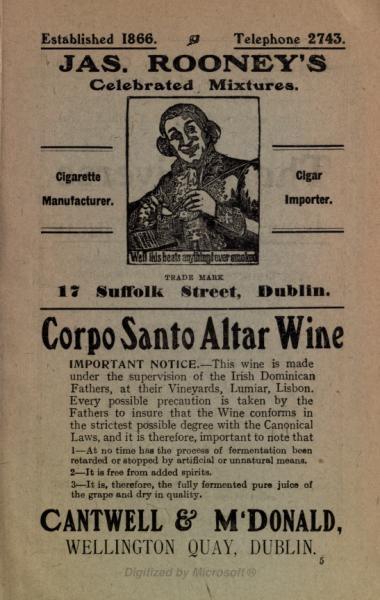 Established 1866.
Telephone 2743.
JAS. ROONEY'S
Celebrated Mixtures.
Cigarette
Manufacturer.
Cigar
Importer.
Well this beats anything I ever smoked
TRADE MARK
17 Suffolk Street, Dublin.
Corpo Santo Altar Wine
IMPORTANT NOTICE.—This wine is made
under the supervision of the Irish Dominican
Fathers, at their Vineyards, Lumiar, Lisbon.
Every possible precaution is taken by the
Fathers to insure that the Wine conforms in
the strictest possible degree with the Canonical
Laws, and it is therefore, important to note that
1—At no time has the process of fermentation been
retarded or stopped by artificial or unnatural means.
2—It is free from added spirits.
3—It is, therefore, the fully fermented pure juice of
the grape and dry in quality.
CANTWELL & M'DONALD,
WELLINGTON QUAY, DUBLIN.
5
Digitized by Microsoft®